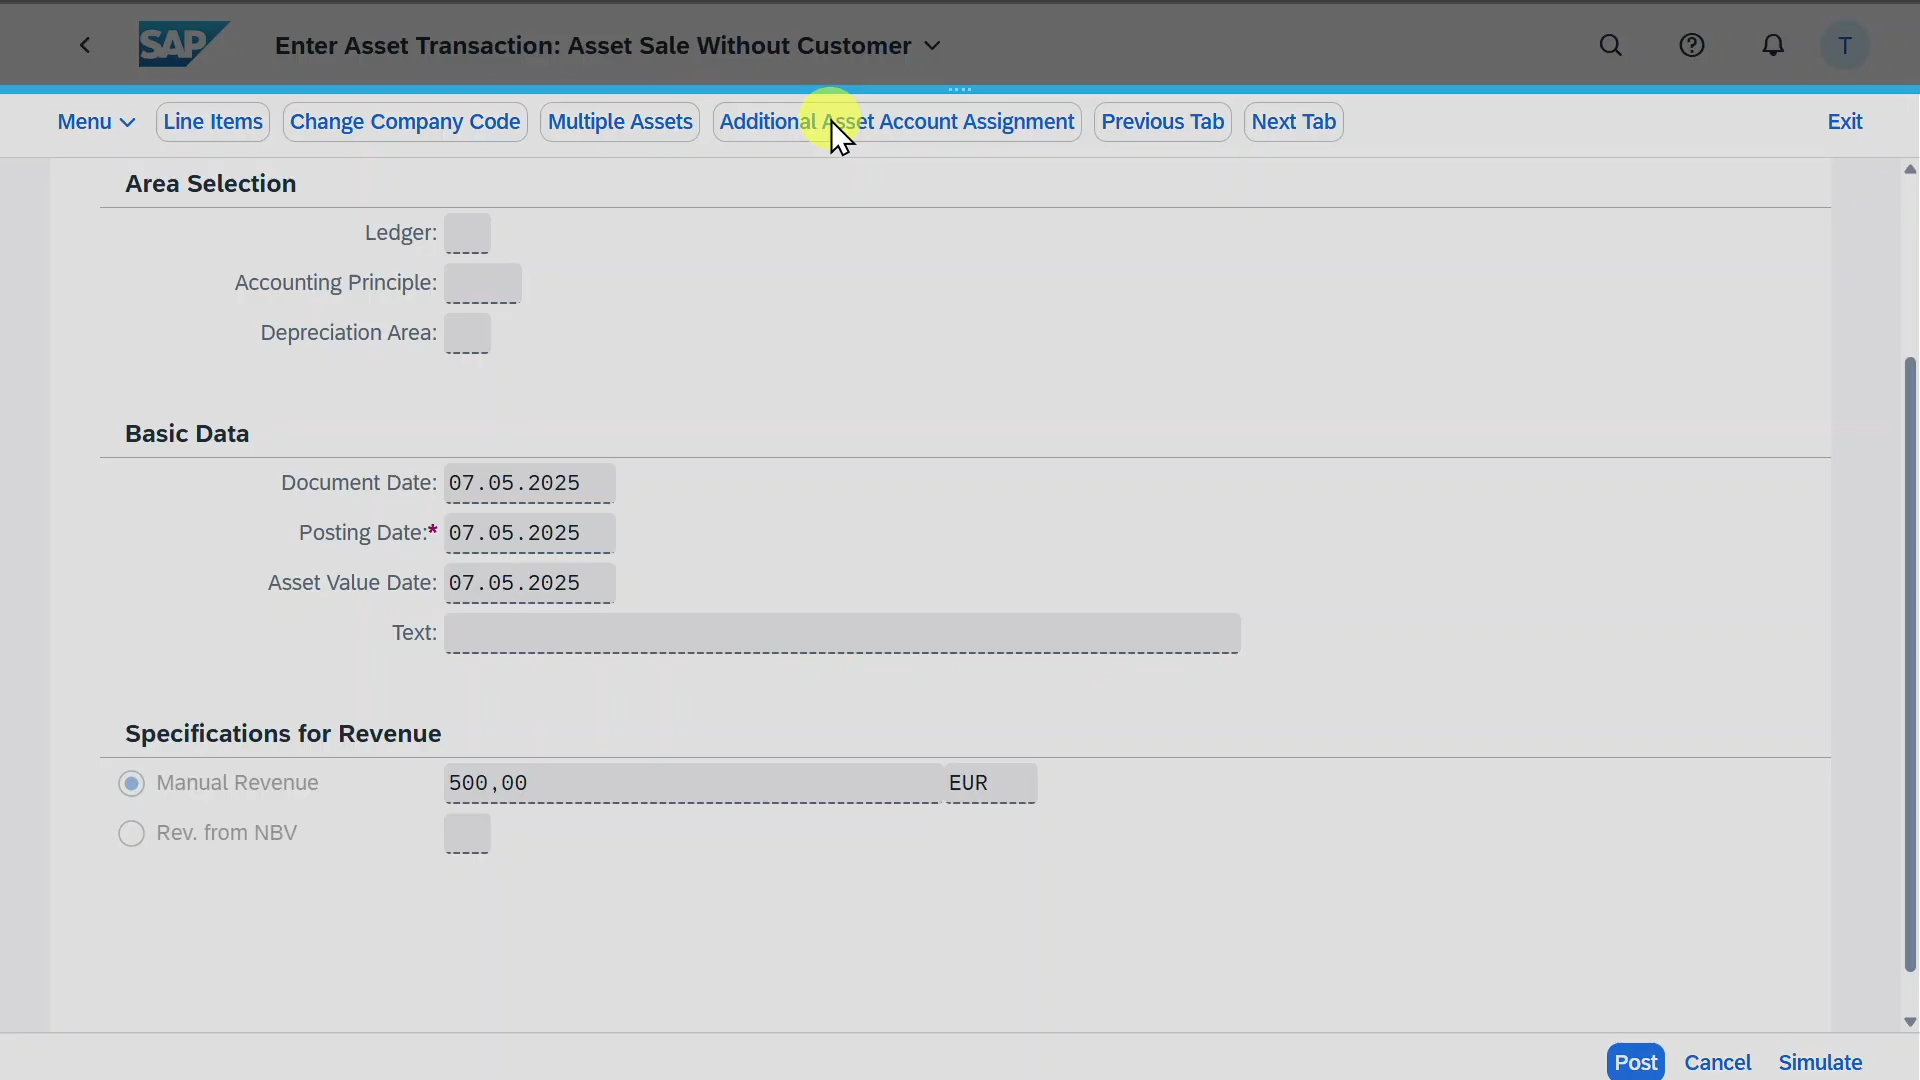 SAP Enter Asset Transaction: Asset Sale Without Customer T
Menu Line Items Change Company Code Multiple Assets Additional Asset Account Assignment Previous Tab Next Tab Exit
Area Selection
Ledger:
Accounting Principle:
Depreciation Area:
Basic Data
Document Date: 07.05.2025
Posting Date:* 07.05.2025
Asset Value Date: 07.05.2025
Text:
Specifications for Revenue
Manual Revenue 500,00 EUR
Rev. from NBV
Post Cancel Simulate